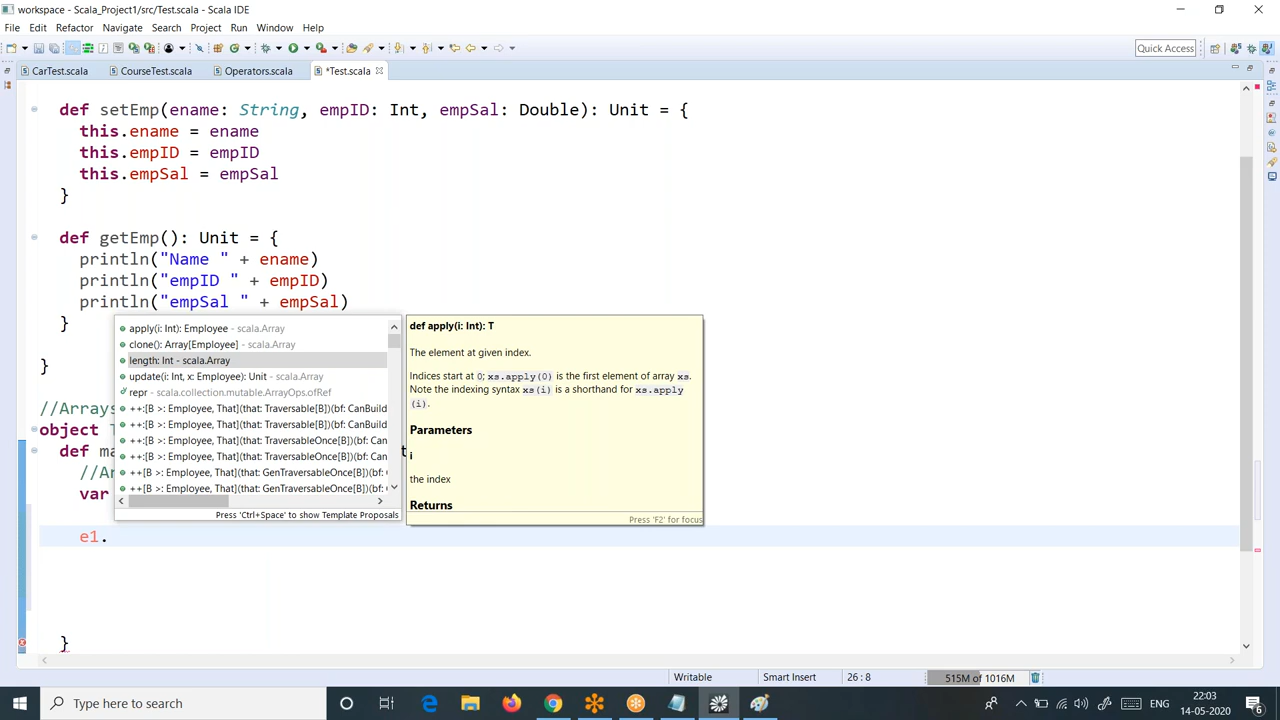 workspace - Scala_Project1/src/Test.scala - Scala IDE
File Edit Refactor Navigate Search Project Run Window Help
Quick Access
CarTest.scala CourseTest.scala Operators.scala *Test.scala
def setEmp(ename: String, empID: Int, empSal: Double): Unit = {
this.ename = ename
this.empID = empID
this.empSal = empSal
}
def getEmp(): Unit = {
println("Name " + ename)
println("empID " + empID)
println("empSal " + empSal)
}
}
//Arrays
object
def ma
//Ar
var
e1.
}
apply(i: Int): Employee - scala.Array
clone(): Array[Employee] - scala.Array
length: Int - scala.Array
update(i: Int, x: Employee): Unit - scala.Array
repr - scala.collection.mutable.ArrayOps.ofRef
++:[B >: Employee, That](that: Traversable[B])(bf: CanBuild
++:[B >: Employee, That](that: Traversable[B])(bf: CanBuild
++:[B >: Employee, That](that: TraversableOnce[B])(bf: Can
++:[B >: Employee, That](that: TraversableOnce[B])(bf: Can
++[B >: Employee, That](that: GenTraversableOnce[B])(bf: 
++[B >: Employee, That](that: GenTraversableOnce[B])(bf: 
Press 'Ctrl+Space' to show Template Proposals
def apply(i: Int): T
The element at given index.
Indices start at 0; xs.apply(0) is the first element of array xs.
Note the indexing syntax xs(i) is a shorthand for xs.apply
(i).
Parameters
i
the index
Returns
Press 'F2' for focus
Writable Smart Insert 26 : 8 515M of 1016M
Type here to search
ENG
22:03
14-05-2020
6